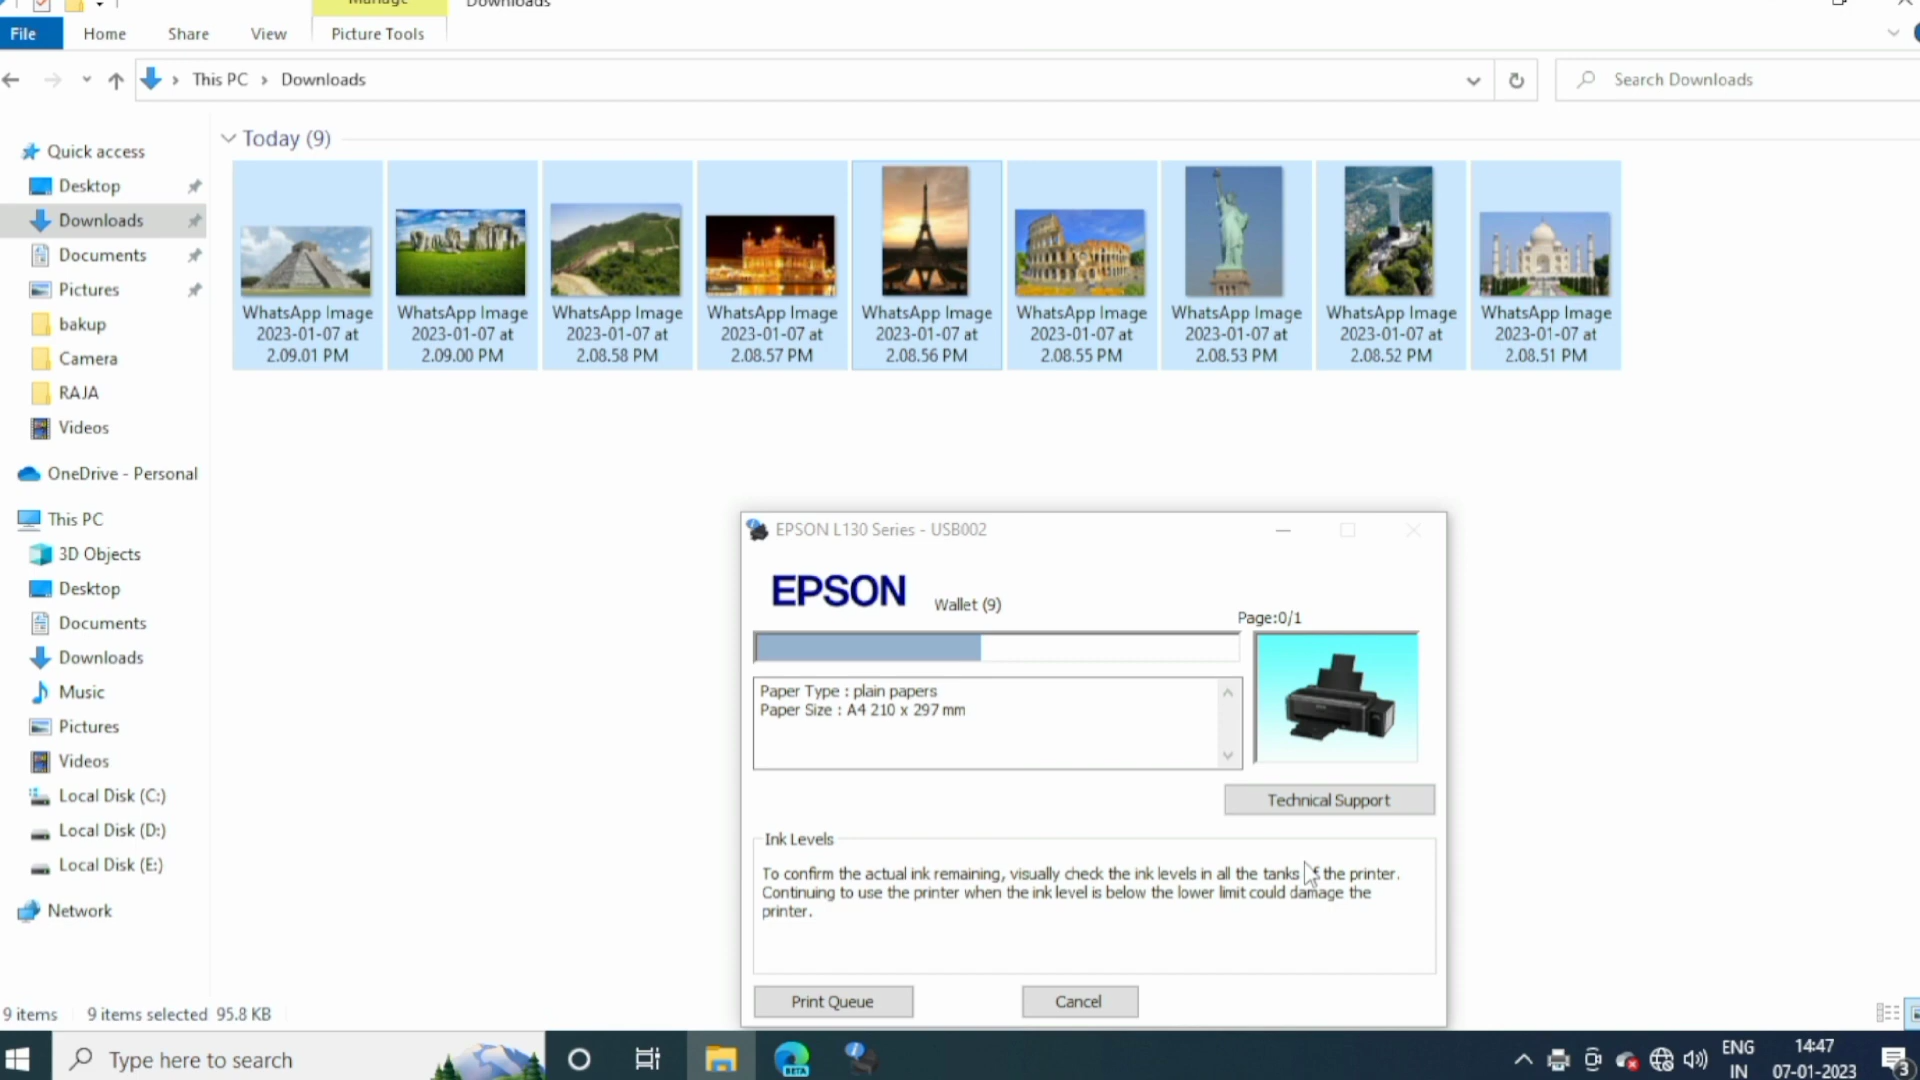 Manage
Downloads
File
Home
Share
View
Picture Tools
This PC
Downloads
Search Downloads
Quick access
Desktop
Downloads
Documents
Pictures
bakup
Camera
RAJA
Videos
OneDrive - Personal
This PC
3D Objects
Desktop
Documents
Downloads
Music
Pictures
Videos
Local Disk (C:)
Local Disk (D:)
Local Disk (E:)
Network
Today (9)
WhatsApp Image
2023-01-07 at
2.09.01 PM
WhatsApp Image
2023-01-07 at
2.09.00 PM
WhatsApp Image
2023-01-07 at
2.08.58 PM
WhatsApp Image
2023-01-07 at
2.08.57 PM
WhatsApp Image
2023-01-07 at
2.08.56 PM
WhatsApp Image
2023-01-07 at
2.08.55 PM
WhatsApp Image
2023-01-07 at
2.08.53 PM
WhatsApp Image
2023-01-07 at
2.08.52 PM
WhatsApp Image
2023-01-07 at
2.08.51 PM
EPSON L130 Series - USB002
EPSON
Wallet (9)
Page:0/1
Paper Type : plain papers
Paper Size : A4 210 x 297 mm
Technical Support
Ink Levels
To confirm the actual ink remaining, visually check the ink levels in all the tanks of the printer.
Continuing to use the printer when the ink level is below the lower limit could damage the
printer.
Print Queue
Cancel
9 items
9 items selected 95.8 KB
Type here to search
BETA
ENG
IN
14:47
07-01-2023
3